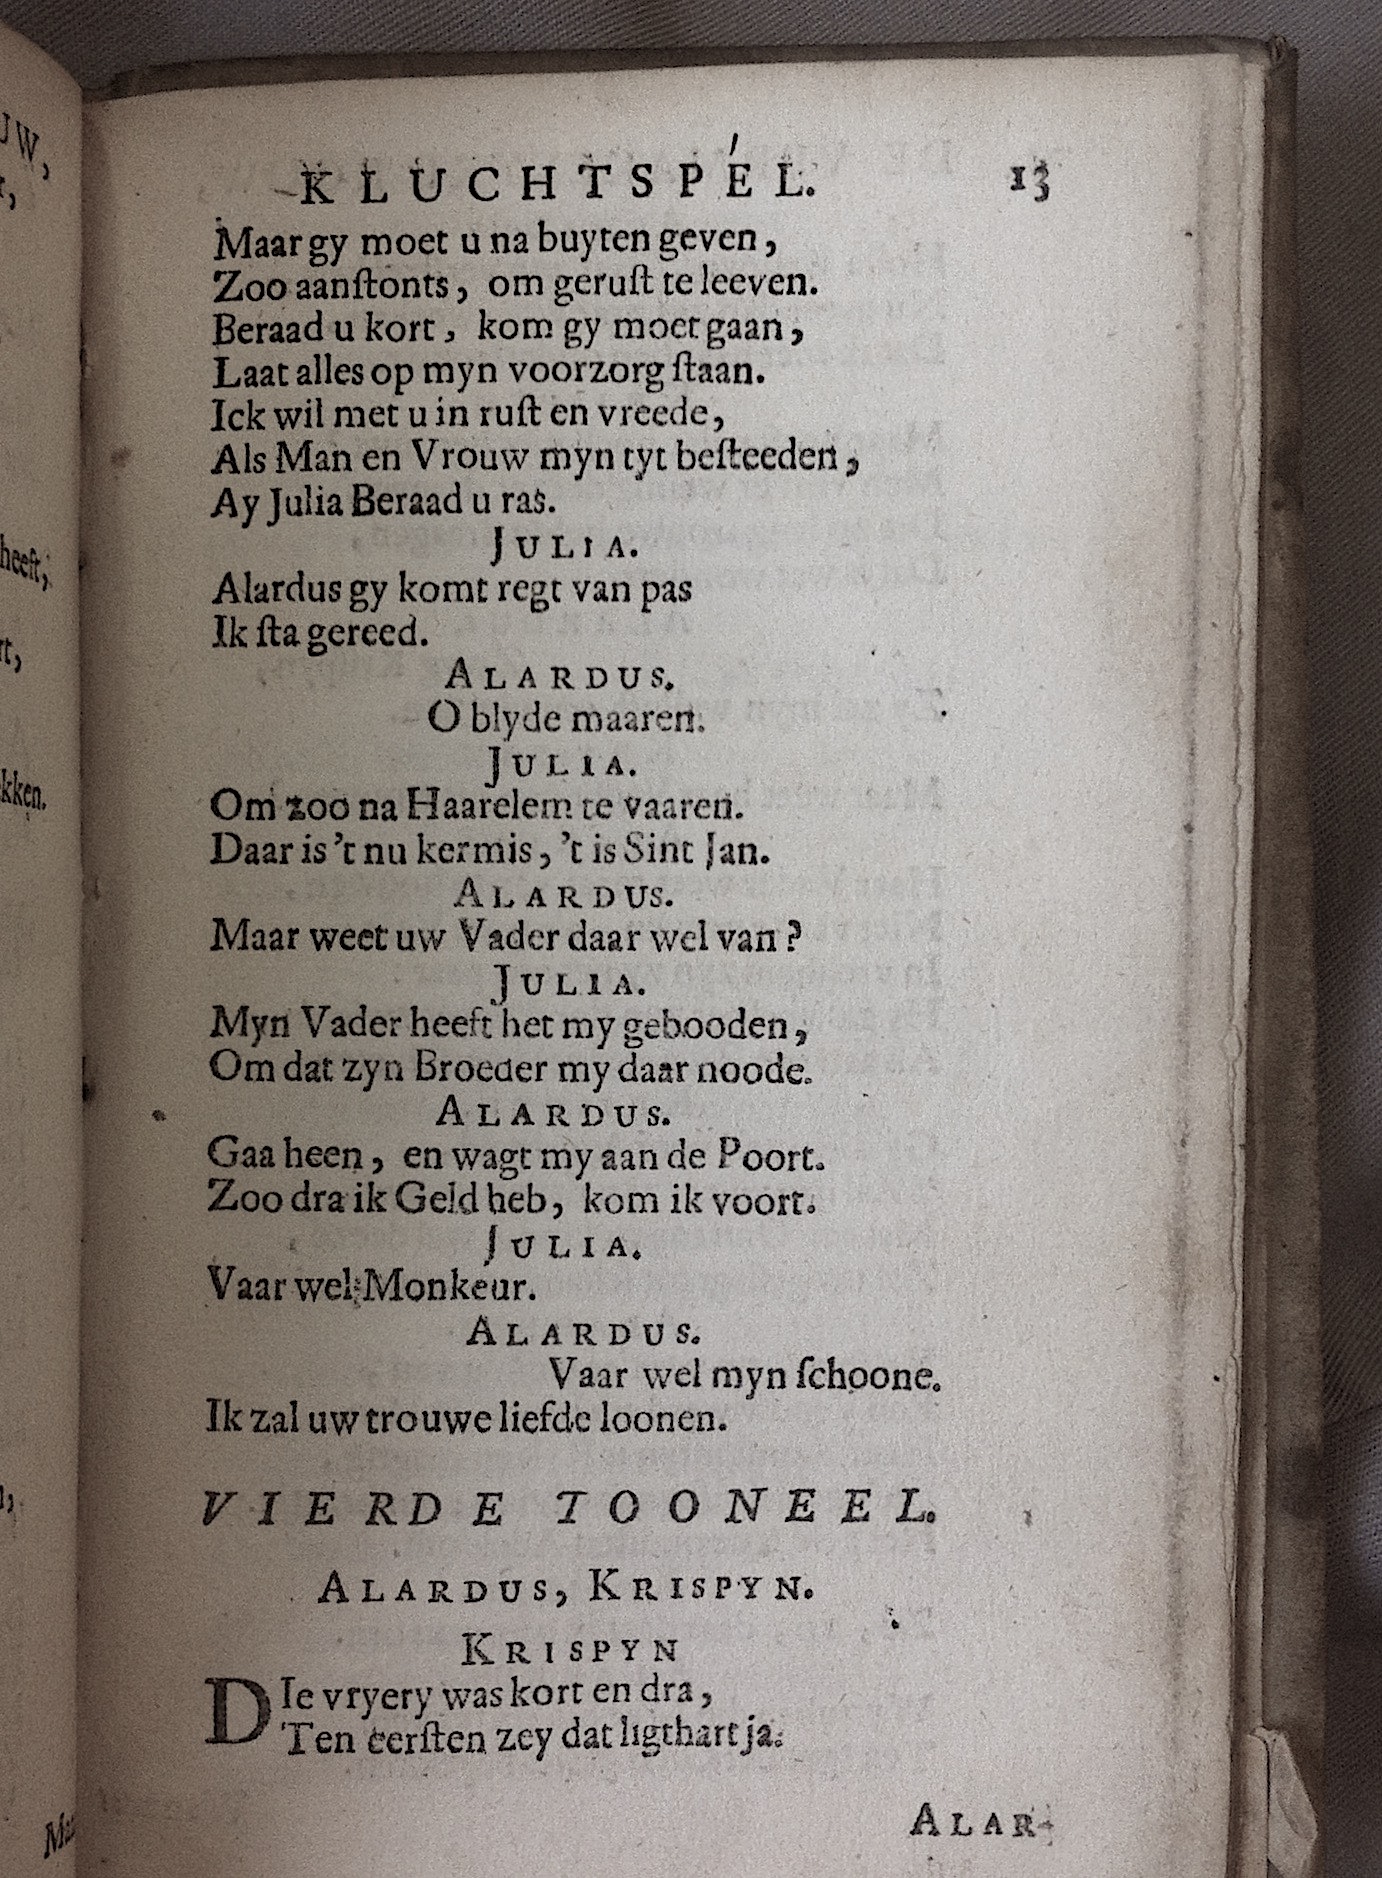 UW,
heeft,
kken.
KLUCHTSPEL. 13
Maar gy moet u na buyten geven,
Zoo aanſtonts, om geruſt te leeven.
Beraad u kort, kom gy moet gaan,
Laat alles op myn voorzorg ſtaan.
Ick wil met u in ruſt en vreede,
Als Man en Vrouw myn tyt beſteeden,
Ay Julia Beraad u ras.
JULIA.
Alardus gy komt regt van pas
Ik ſta gereed.
ALARDUS.
O blyde maaren.
JULIA.
Om zoo na Haarelem te vaaren.
Daar is 't nu kermis, 't is Sint Jan.
ALARDUS.
Maar weet uw Vader daar wel van?
JULIA.
Myn Vader heeft het my gebooden,
Om dat zyn Broeder my daar noode.
ALARDUS.
Gaa heen, en wagt my aan de Poort.
Zoo dra ik Geld heb, kom ik voort.
JULIA.
Vaar wel Monkeur.
ALARDUS.
Vaar wel myn ſchoone.
Ik zal uw trouwe liefde loonen.
VIERDE TOONEEL.
ALARDUS, KRISPYN.
KRISPYN
DIe vryery was kort en dra,
'Ten eerſten zey dat ligthart ja.
ALAR-